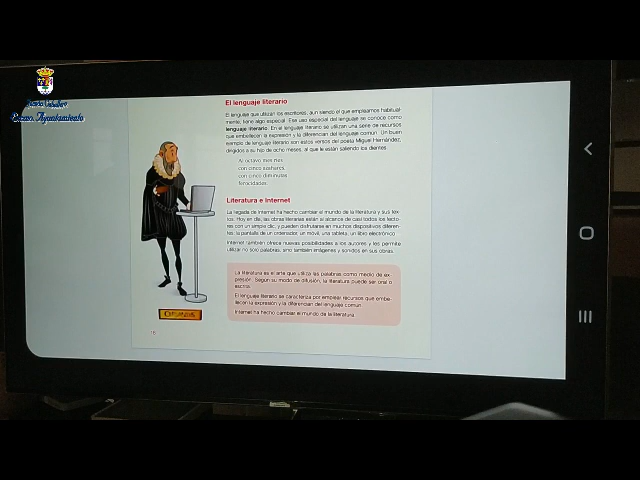 Excmo. Ayuntamiento
El lenguaje literario
El lenguaje que utilizan los escritores, aun siendo el que empleamos habitual-
mente, tiene algo especial. Ese uso especial del lenguaje se conoce como
lenguaje literario. En el lenguaje literario se utilizan una serie de recursos
que embellecen la expresión y la diferencian del lenguaje común. Un buen
ejemplo de lenguaje literario son estos versos del poeta Miguel Hernández,
dirigidos a su hijo de ocho meses, al que le están saliendo los dientes.
Al octavo mes ríes
con cinco azahares,
con cinco diminutas
ferocidades.
Literatura e Internet
La llegada de Internet ha hecho cambiar el mundo de la literatura y sus lec-
tores. Hoy en día, las obras literarias están al alcance de casi todos los lecto-
res con un simple clic, y pueden disfrutarse en muchos dispositivos diferen-
tes: la pantalla de un ordenador, un móvil, una tableta, un libro electrónico.
Internet también ofrece nuevas posibilidades a los autores y les permite
utilizar no solo palabras, sino también imágenes y sonidos en sus obras.
La literatura es el arte que utiliza las palabras como medio de ex-
presión. Según su modo de difusión, la literatura puede ser oral o
escrita.
El lenguaje literario se caracteriza por emplear recursos que embe-
llecen la expresión y la diferencian del lenguaje común.
Internet ha hecho cambiar el mundo de la literatura.
16